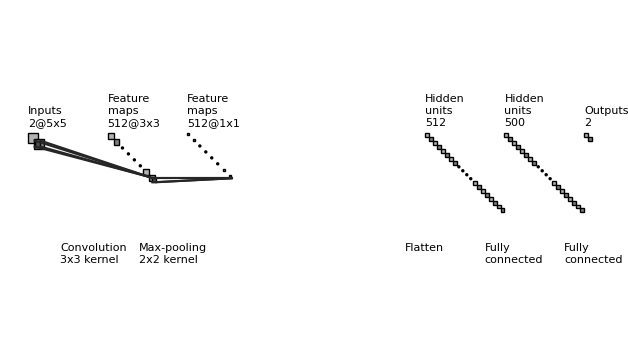 Inputs
2@5x5
Feature
maps
512@3x3
Feature
maps
512@1x1
Hidden
units
512
Hidden
units
500
Outputs
2
Convolution
3x3 kernel
Max-pooling
2x2 kernel
Flatten
Fully
connected
Fully
connected